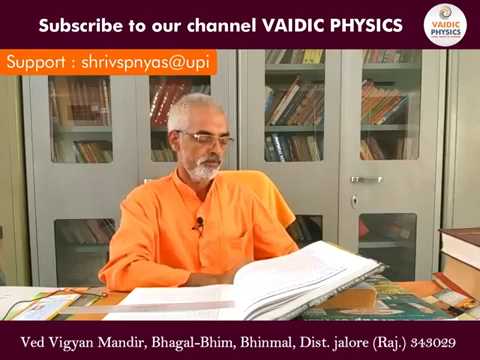 Subscribe to our channel VAIDIC PHYSICS
VAIDIC
PHYSICS
Support : shrivspnyas@upi
Ved Vigyan Mandir, Bhagal-Bhim, Bhinmal, Dist. jalore (Raj.) 343029